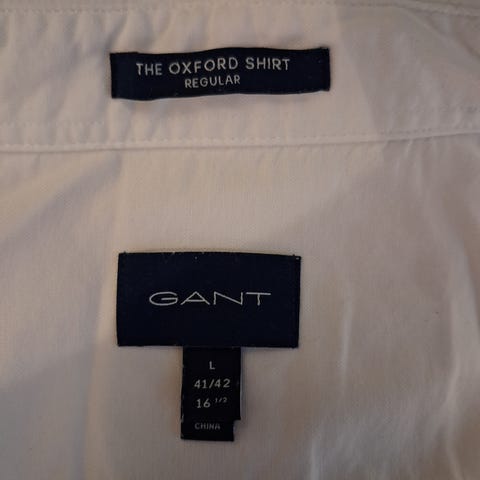 THE OXFORD SHIRT
REGULAR
GANT
L
41/42
16 1/2
CHINA